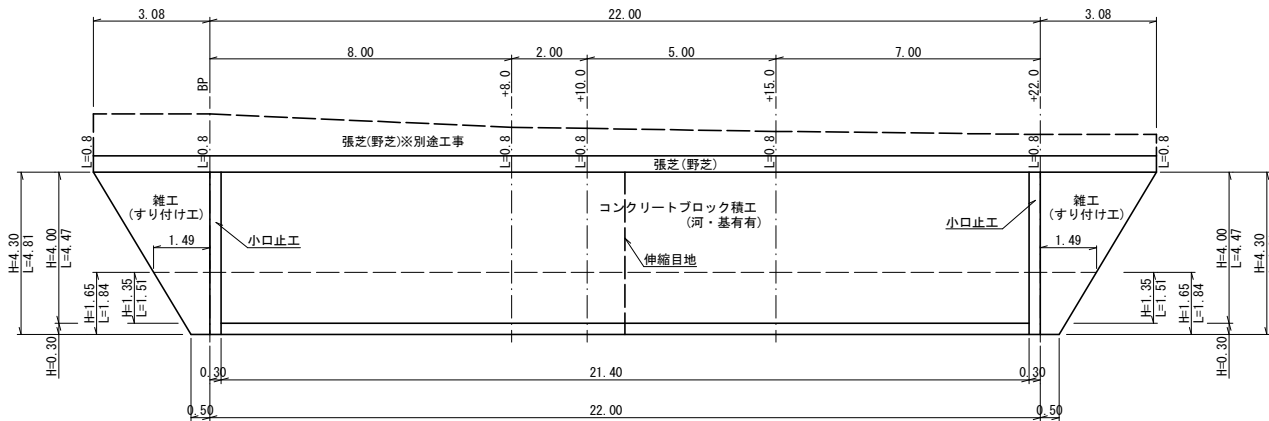 3.08
22.00
3.08
8.00
2.00
5.00
7.00
BP
+8.0
+10.0
+15.0
+22.0
張芝(野芝)※別途工事
L=0.8
L=0.8
L=0.8
L=0.8
L=0.8
L=0.8
L=0.8
張芝(野芝)
雑工
(すり付け工)
コンクリートブロック積工
(河・基有有)
雑工
(すり付け工)
小口止工
小口止工
伸縮目地
1.49
1.49
H=4.30
L=4.81
H=4.00
L=4.47
H=1.65
L=1.84
H=1.35
L=1.51
H=0.30
H=4.00
L=4.47
H=4.30
H=1.35
L=1.51
H=1.65
L=1.84
H=0.30
0.30
21.40
0.30
0.50
22.00
0.50